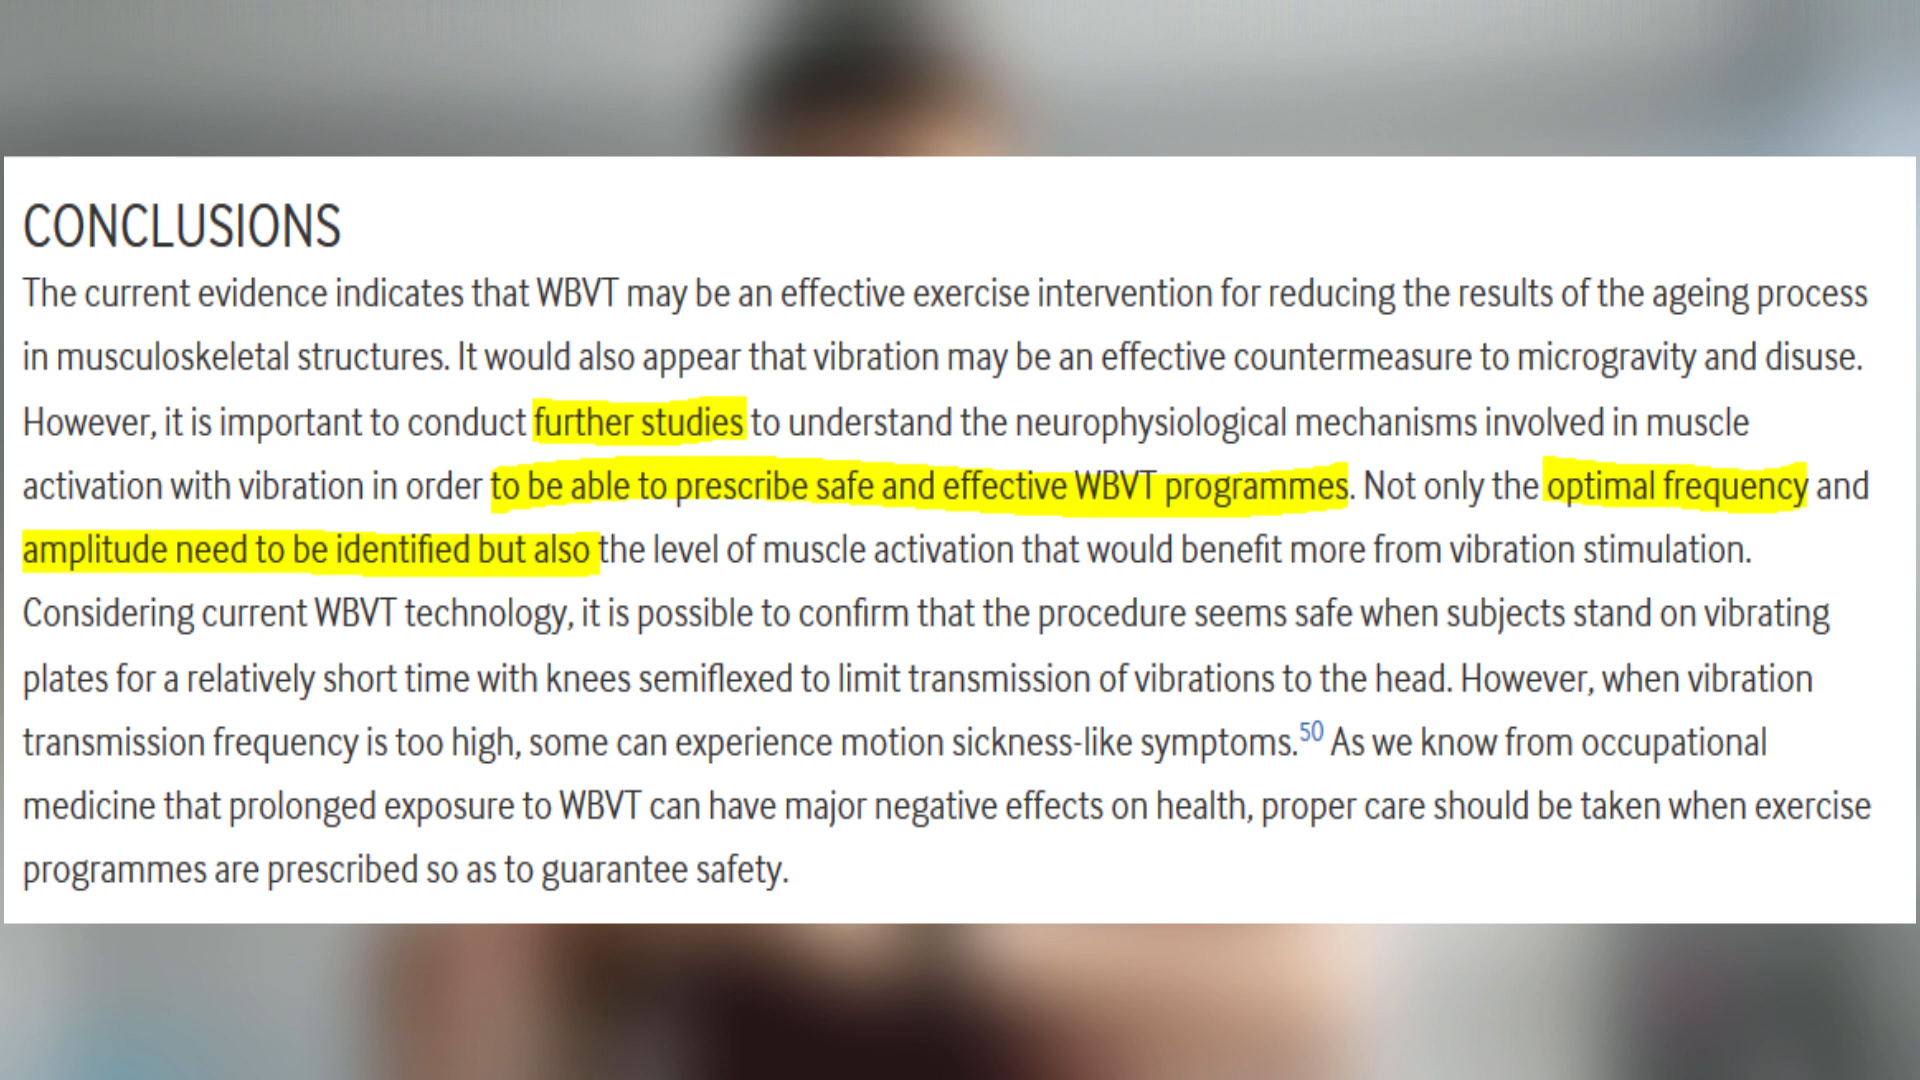 CONCLUSIONS
The current evidence indicates that WBVT may be an effective exercise intervention for reducing the results of the ageing process
in musculoskeletal structures. It would also appear that vibration may be an effective countermeasure to microgravity and disuse.
However, it is important to conduct further studies to understand the neurophysiological mechanisms involved in muscle
activation with vibration in order to be able to prescribe safe and effective WBVT programmes. Not only the optimal frequency and
amplitude need to be identified but also the level of muscle activation that would benefit more from vibration stimulation.
Considering current WBVT technology, it is possible to confirm that the procedure seems safe when subjects stand on vibrating
plates for a relatively short time with knees semiflexed to limit transmission of vibrations to the head. However, when vibration
transmission frequency is too high, some can experience motion sickness-like symptoms.50 As we know from occupational
medicine that prolonged exposure to WBVT can have major negative effects on health, proper care should be taken when exercise
programmes are prescribed so as to guarantee safety.